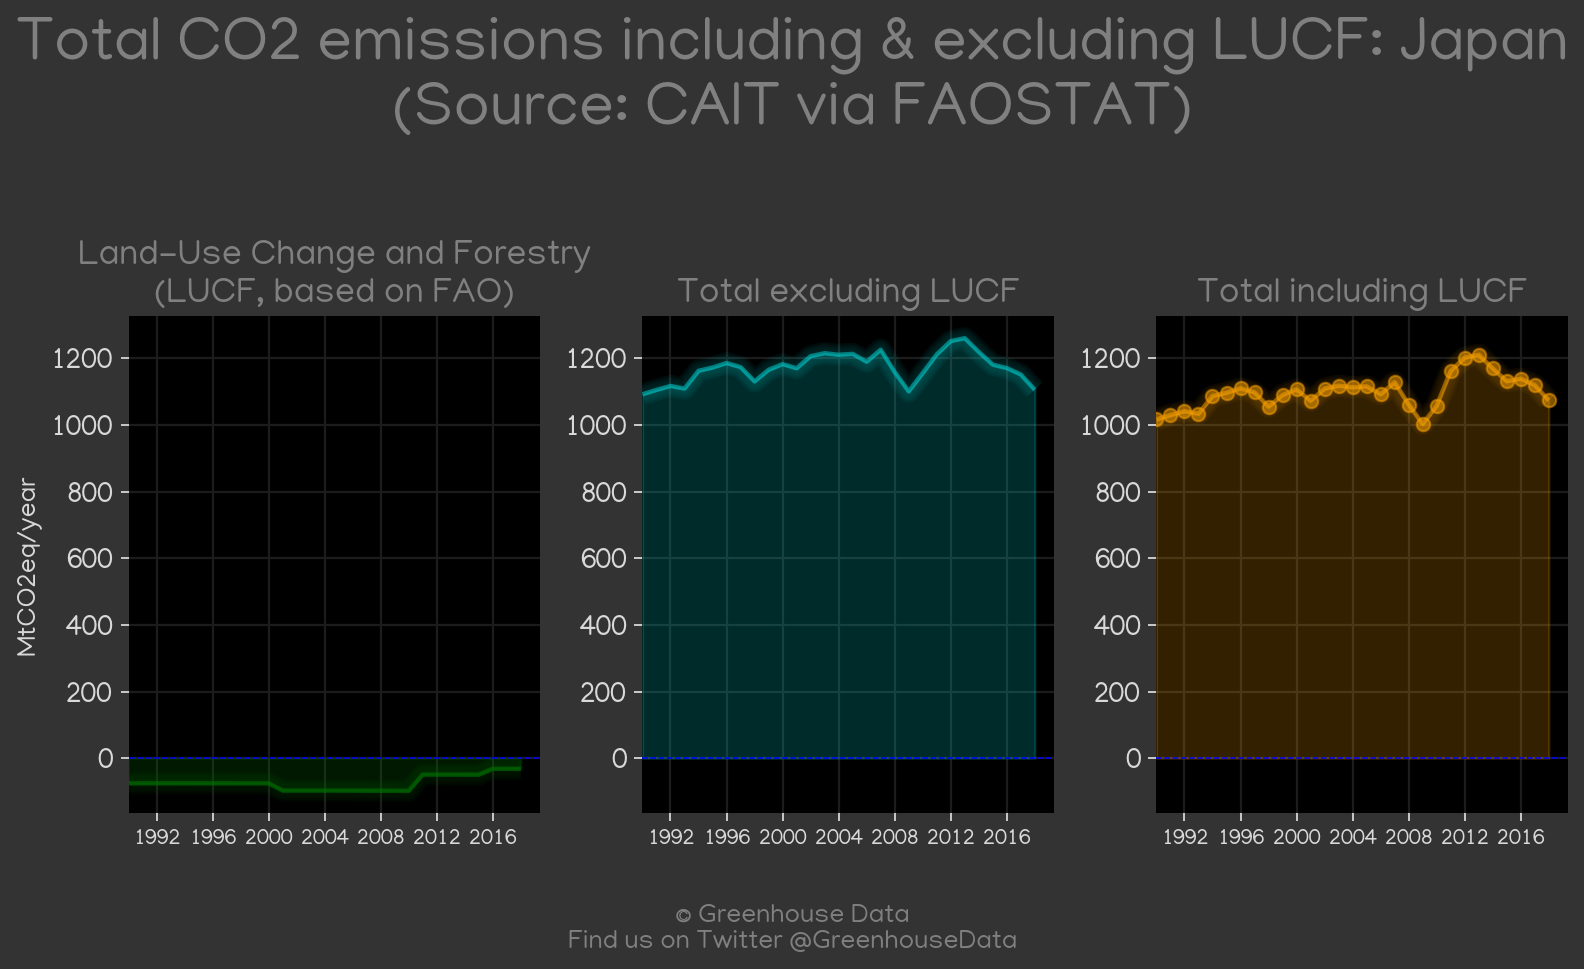 Total CO2 emissions including & excluding LUCF: Japan
(Source: CAIT via FAOSTAT)
Land-Use Change and Forestry
(LUCF, based on FAO)
Total excluding LUCF
Total including LUCF
MtCO2eq/year
1200
1000
800
600
400
200
0
1992 1996 2000 2004 2008 2012 2016
1200
1000
800
600
400
200
0
1992 1996 2000 2004 2008 2012 2016
1200
1000
800
600
400
200
0
1992 1996 2000 2004 2008 2012 2016
© Greenhouse Data
Find us on Twitter @GreenhouseData